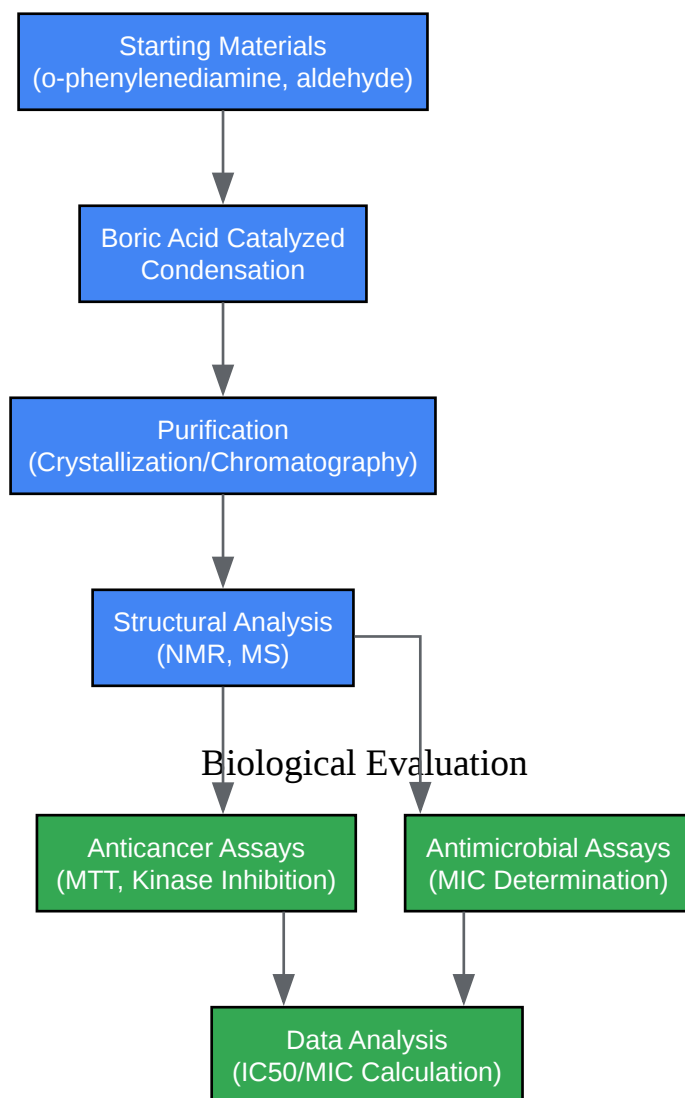 Starting Materials
(o-phenylenediamine, aldehyde)
Boric Acid Catalyzed
Condensation
Purification
(Crystallization/Chromatography)
Structural Analysis
(NMR, MS)
Biological Evaluation
Anticancer Assays
(MTT, Kinase Inhibition)
Antimicrobial Assays
(MIC Determination)
Data Analysis
(IC50/MIC Calculation)